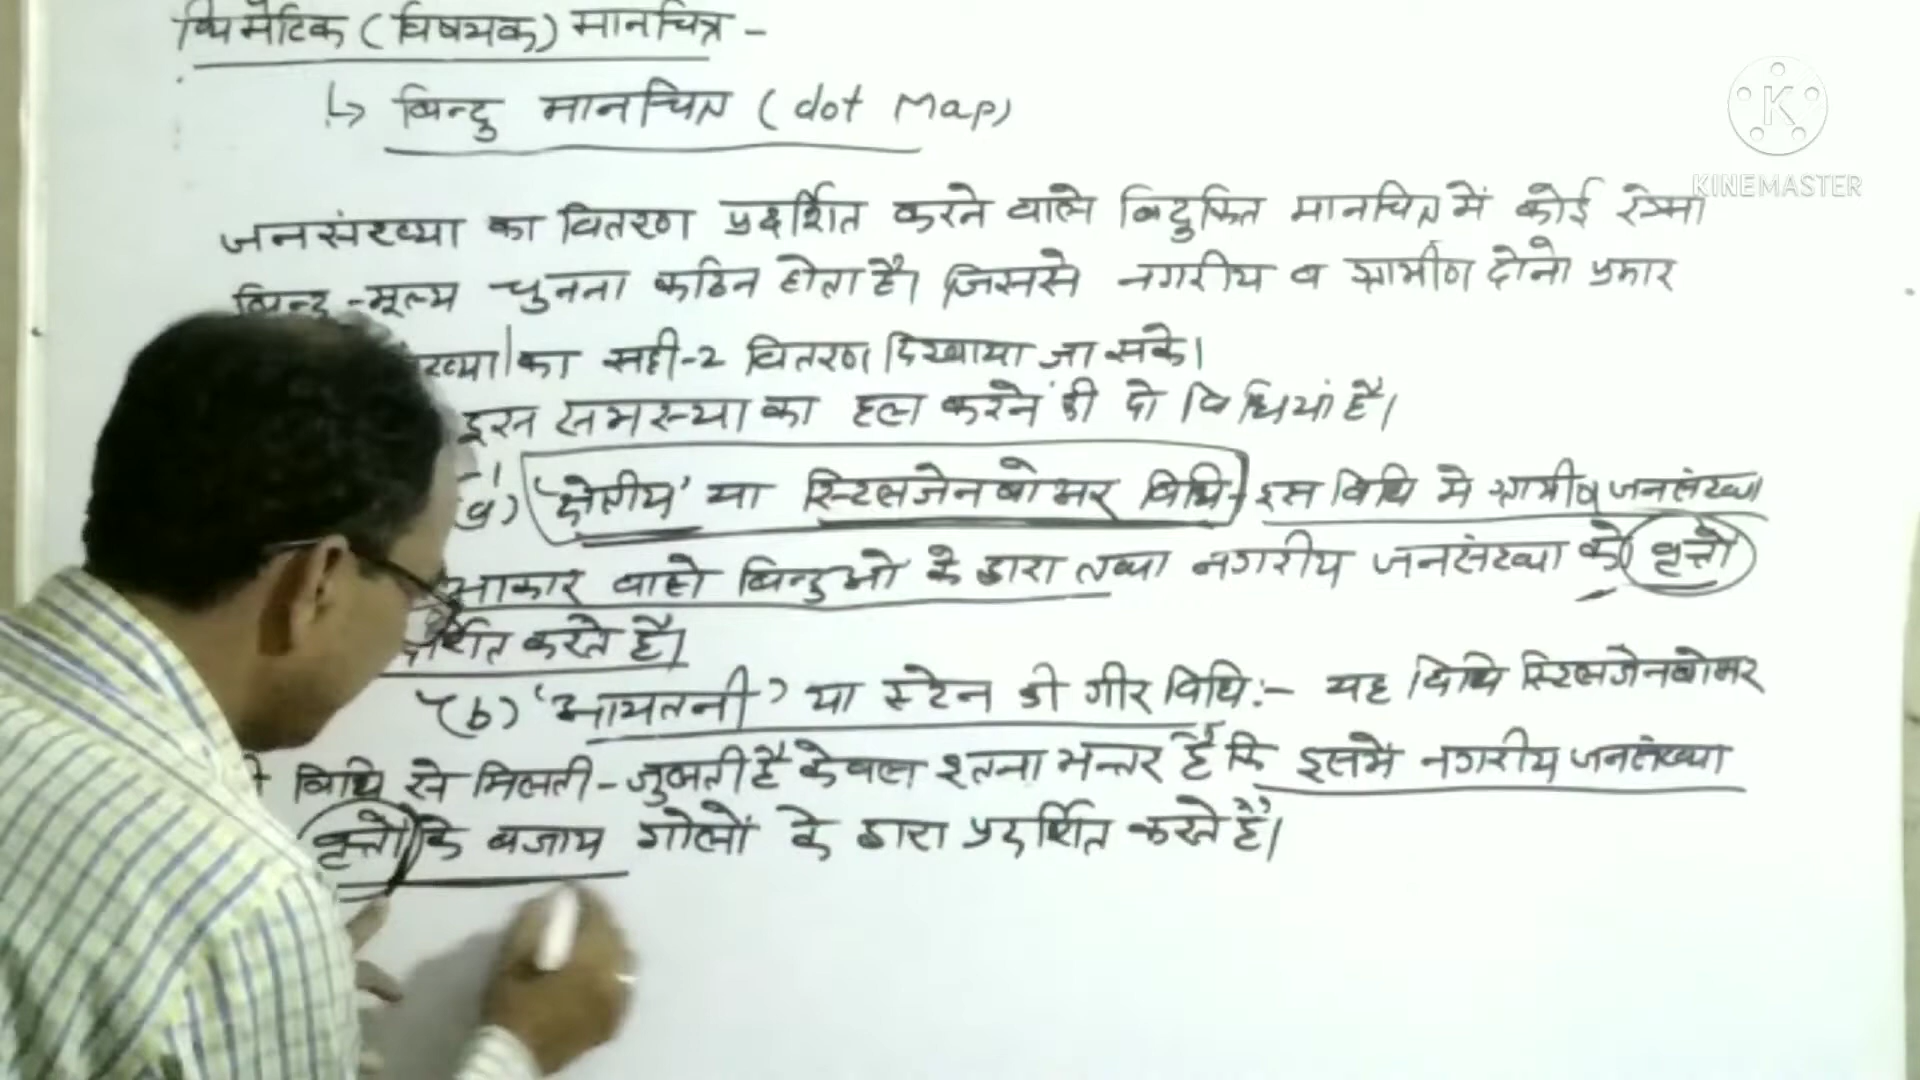 थिमेटिक (विषयक) मानचित्र -
↳ बिन्दु मानचित्र (dot Map)
K
KINEMASTER
जनसंख्या का वितरण प्रदर्शित करने वाले बिंदुकित मानचित्र में कोई ऐसा
बिन्दु-मूल्य चुनना कठिन होता है। जिससे नगरीय व ग्रामीण दोनो प्रकार
का सही-2 वितरण दिखाया जा सके।
इस समस्या का हल करने की दो विधियां है।
(a) 'क्षेत्रीय' या स्टिलजेनबोमर विधि- इस विधि मे ग्रामीण जनसंख्या
आकार वाले बिन्दुओ के द्वारा तथा नगरीय जनसंख्या को वृत्तो
करते है।
(b) 'आयतनी' या स्टेन डी गीर विधि:- यह विधि स्टिलजेनबोमर
विधि से मिलती-जुलती है केवल इतना अन्तर है कि इसमे नगरीय जनसंख्या
वृत्तो के बजाय गोलों के द्वारा प्रदर्शित करते है।